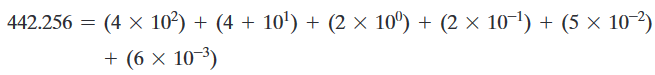 442.256 = (4 × 10²) + (4 + 10¹) + (2 × 10⁰) + (2 × 10⁻¹) + (5 × 10⁻²)
+ (6 × 10⁻³)